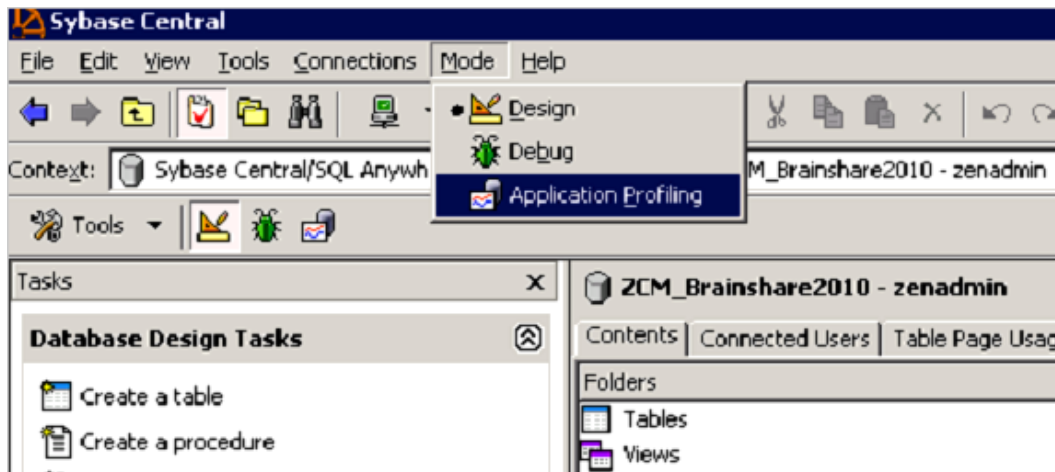 Sybase Central
File Edit View Tools Connections Mode Help
Design
Debug
Application Profiling
Context: Sybase Central/SQL Anywh M_Brainshare2010 - zenadmin
Tools
Tasks x
ZCM_Brainshare2010 - zenadmin
Database Design Tasks
Contents Connected Users Table Page Usag
Create a table
Create a procedure
Folders
Tables
Views